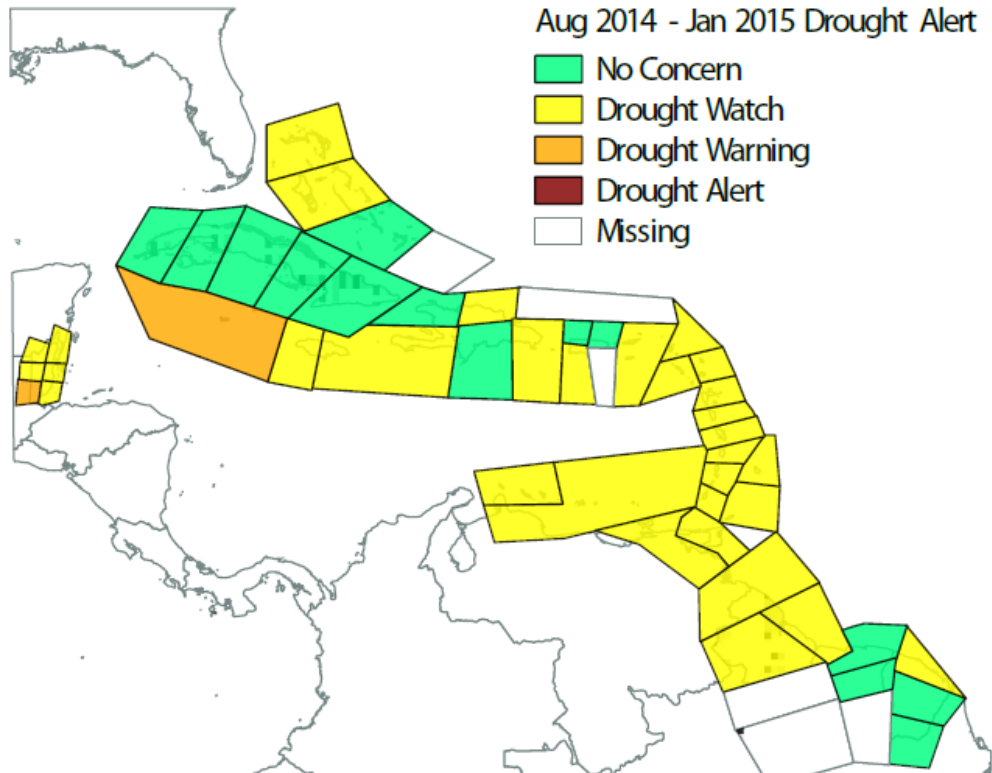 Aug 2014 - Jan 2015 Drought Alert
No Concern
Drought Watch
Drought Warning
Drought Alert
Missing